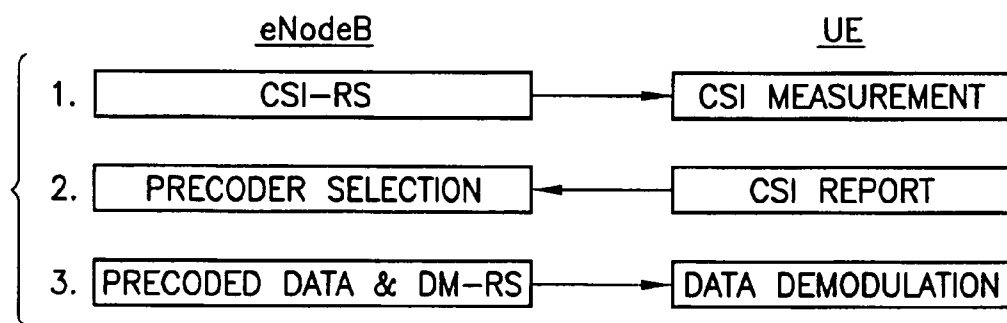 eNodeB UE
1. CSI-RS CSI MEASUREMENT
2. PRECODER SELECTION CSI REPORT
3. PRECODED DATA & DM-RS DATA DEMODULATION